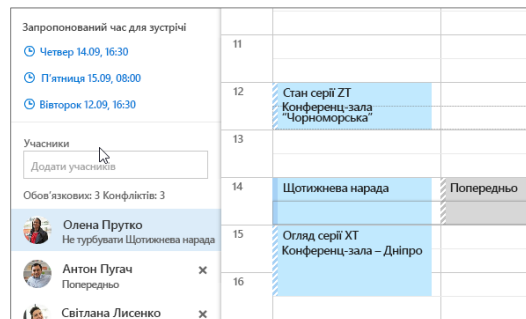 Запропонований час для зустрічі
Четвер 14.09, 16:30
П'ятниця 15.09, 08:00
Вівторок 12.09, 16:30
Учасники
Додати учасників
Обов'язкових: 3 Конфліктів: 3
Олена Прутко
Не турбувати Щотижнева нарада
Антон Пугач
Попередньо
Світлана Лисенко
11
12
Стан серії ZT
Конференц-зала
"Чорноморська"
13
14
Щотижнева нарада
Попередньо
15
Огляд серії XT
Конференц-зала – Дніпро
16